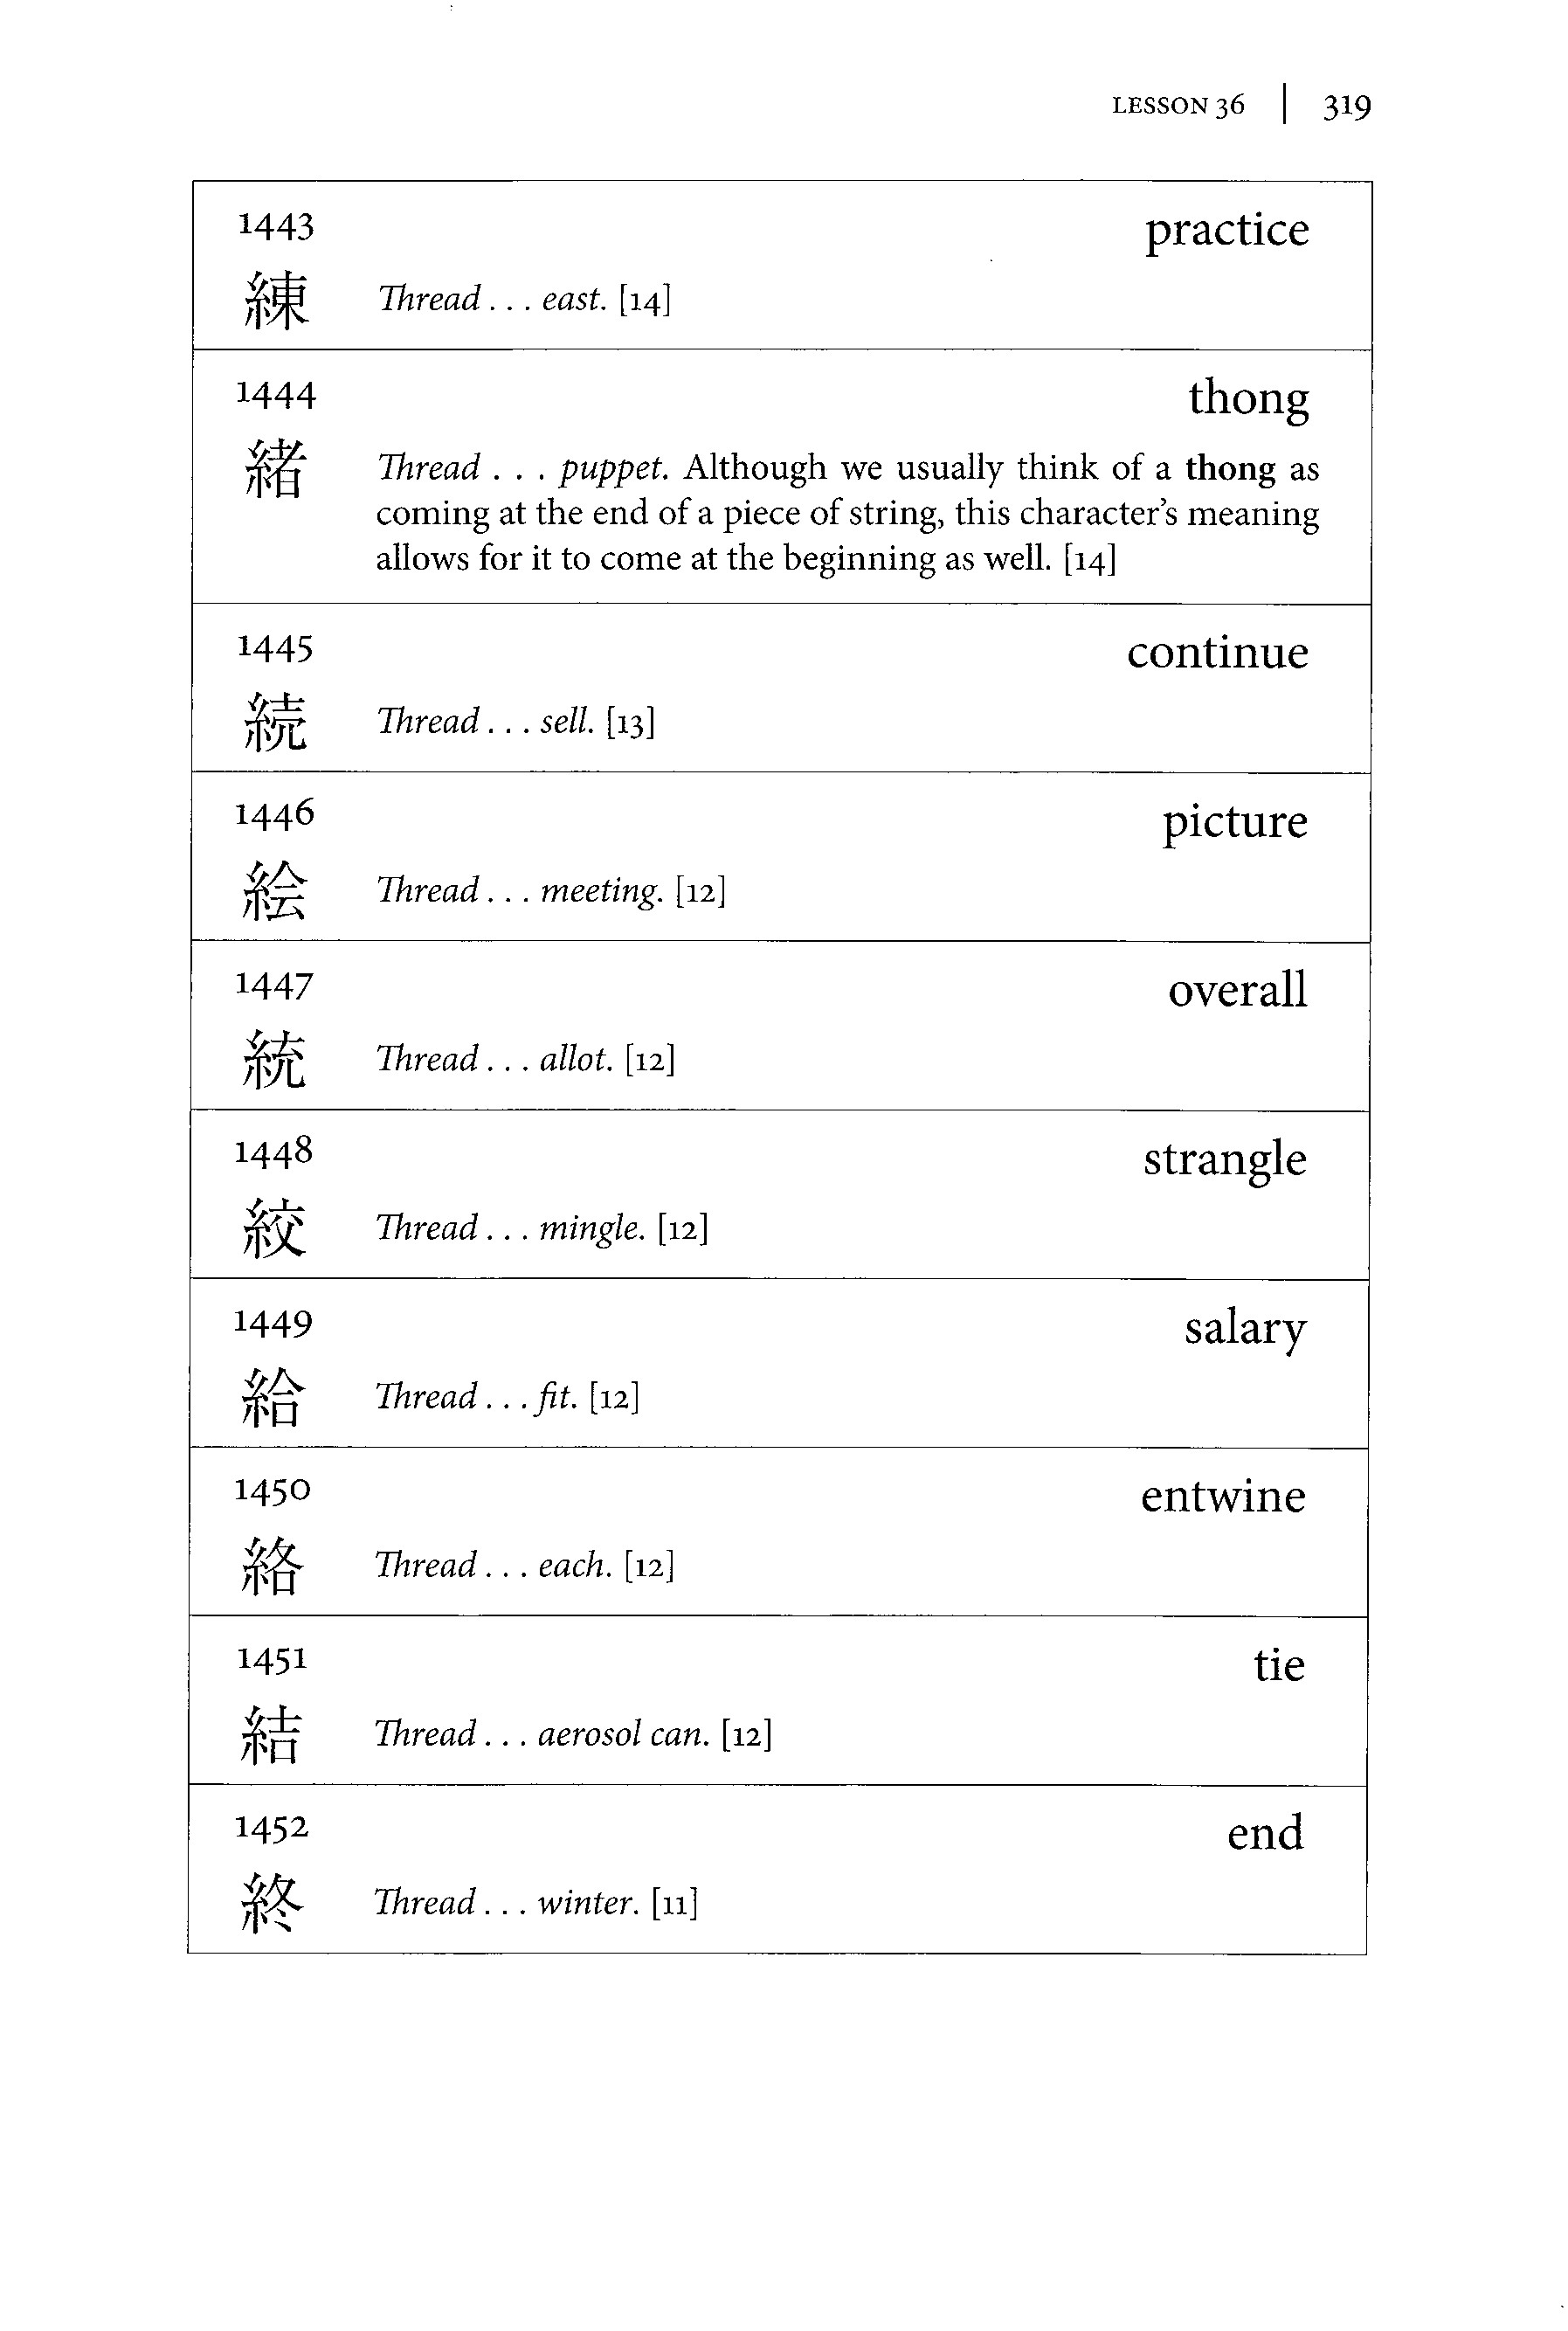 LESSON 36 | 319
1443 practice
練 Thread . . . east. [14]
1444 thong
緒 Thread . . . puppet. Although we usually think of a thong as
coming at the end of a piece of string, this character's meaning
allows for it to come at the beginning as well. [14]
1445 continue
続 Thread . . . sell. [13]
1446 picture
絵 Thread . . . meeting. [12]
1447 overall
統 Thread . . . allot. [12]
1448 strangle
絞 Thread . . . mingle. [12]
1449 salary
給 Thread . . . fit. [12]
1450 entwine
絡 Thread . . . each. [12]
1451 tie
結 Thread . . . aerosol can. [12]
1452 end
終 Thread . . . winter. [11]